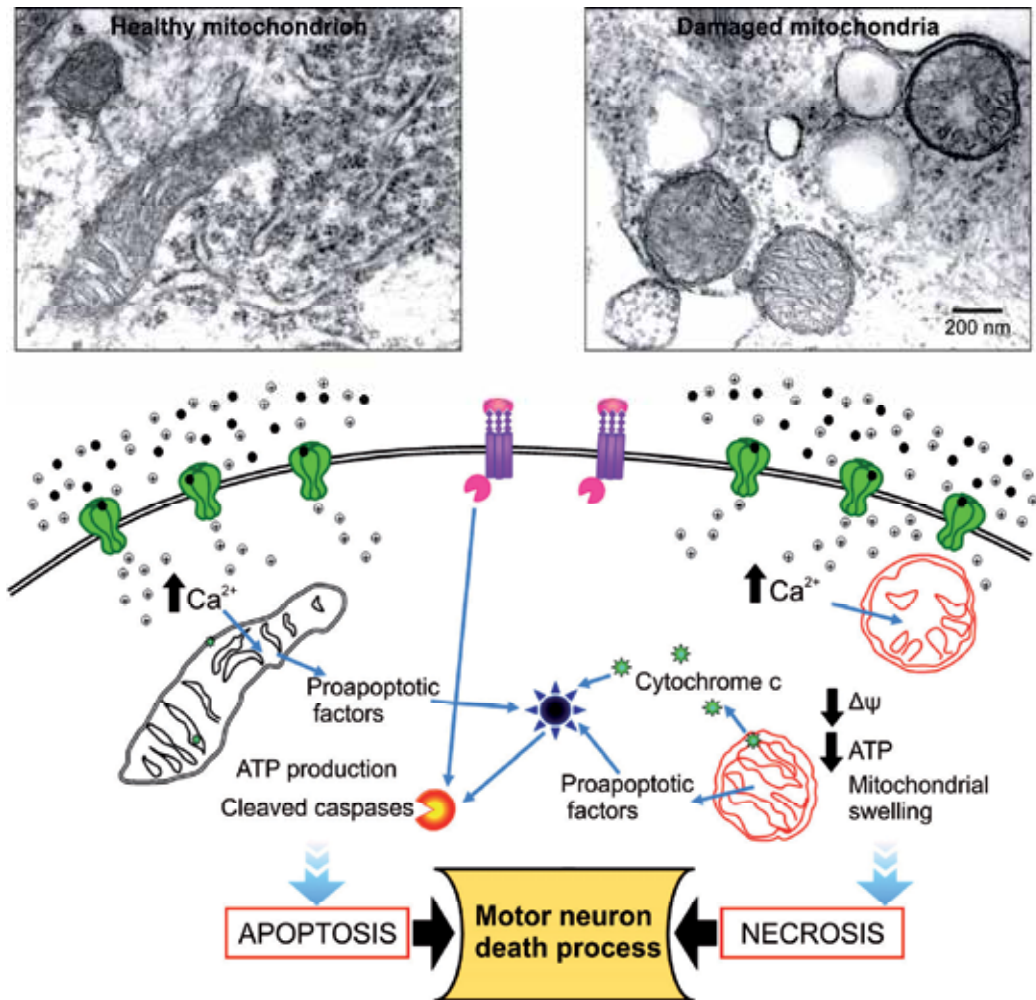 Healthy mitochondrion
Damaged mitochondria
200 nm
Ca²⁺
Ca²⁺
Proapoptotic
factors
Cytochrome c
Δψ
ATP
Mitochondrial
swelling
ATP production
Cleaved caspases
Proapoptotic
factors
APOPTOSIS
Motor neuron
death process
NECROSIS